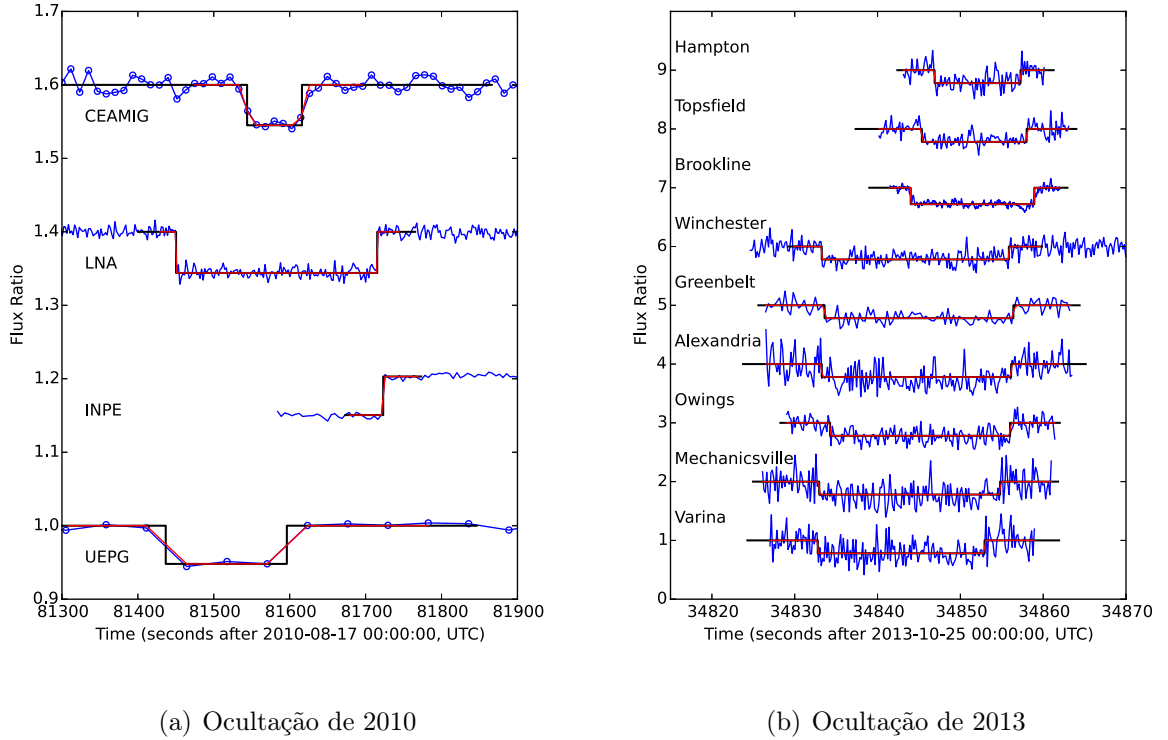 1.7
1.6
1.5
1.4
1.3
1.2
1.1
1.0
0.9
Flux Ratio
CEAMIG
LNA
INPE
UEPG
81300 81400 81500 81600 81700 81800 81900
Time (seconds after 2010-08-17 00:00:00, UTC)
(a) Ocultação de 2010
Hampton
9
Topsfield
8
Brookline
7
Winchester
6
Greenbelt
5
Alexandria
4
Owings
3
Mechanicsville
2
Varina
1
Flux Ratio
34820 34830 34840 34850 34860 34870
Time (seconds after 2013-10-25 00:00:00, UTC)
(b) Ocultação de 2013